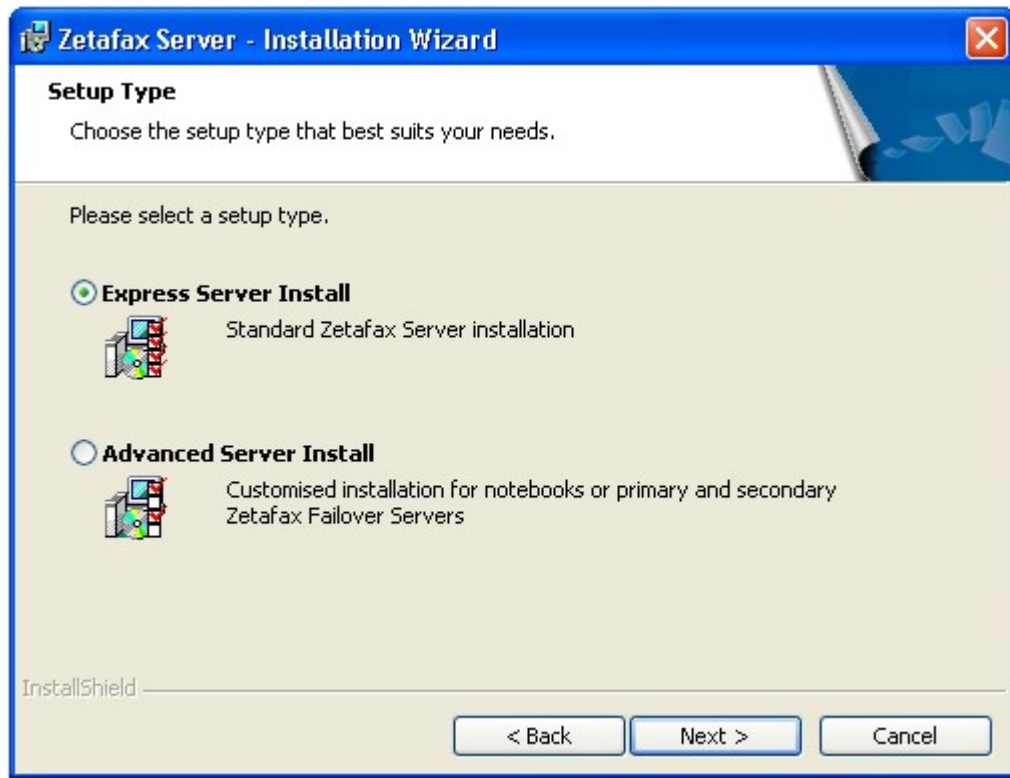 Zetafax Server - Installation Wizard
Setup Type
Choose the setup type that best suits your needs.
Please select a setup type.
Express Server Install
Standard Zetafax Server installation
Advanced Server Install
Customised installation for notebooks or primary and secondary
Zetafax Failover Servers
InstallShield
< Back
Next >
Cancel